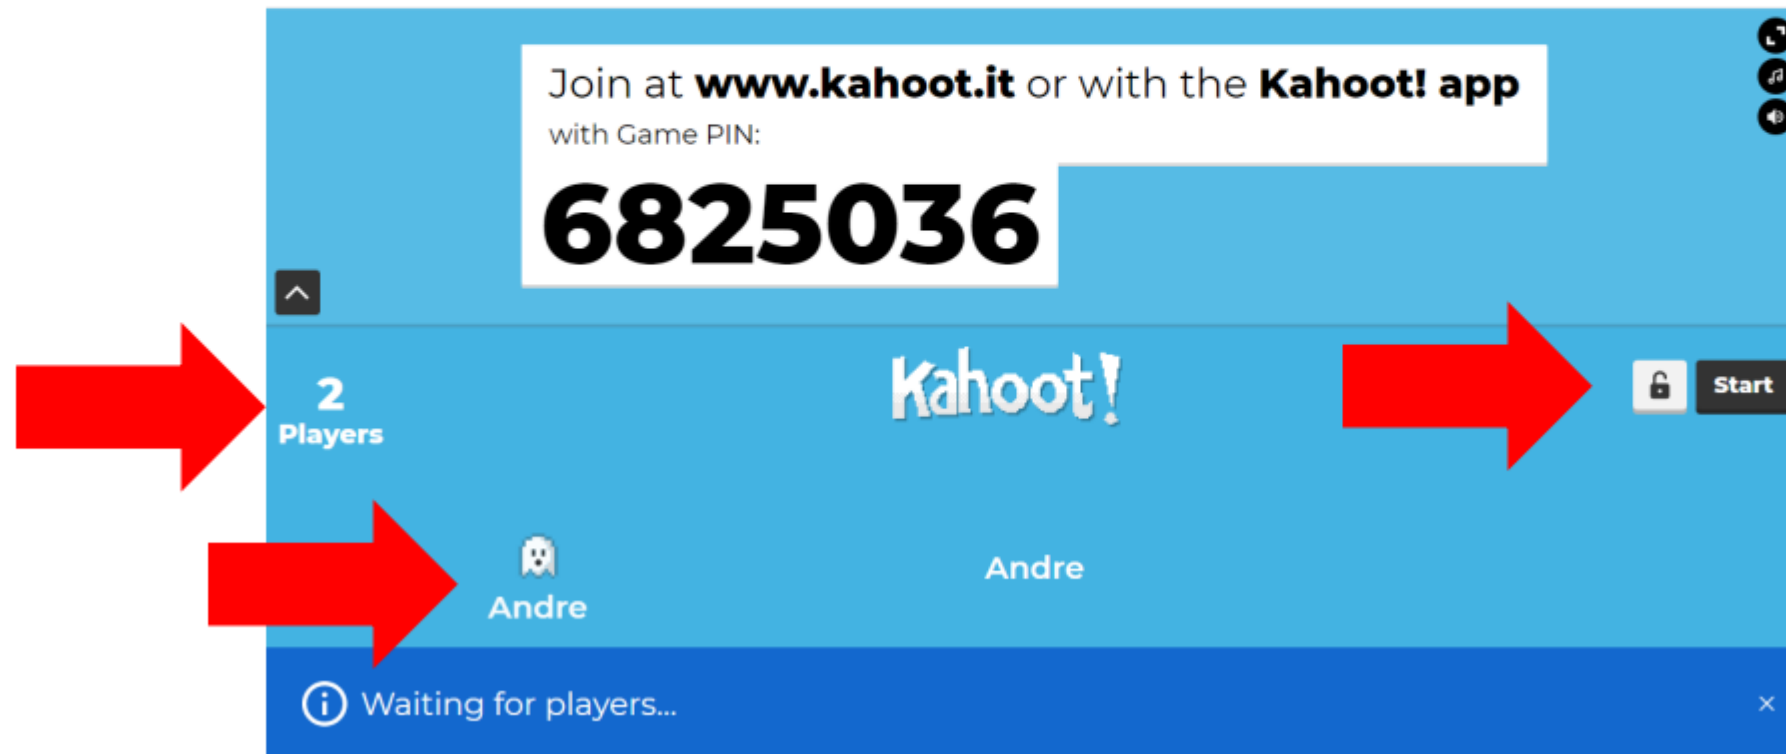 Join at www.kahoot.it or with the Kahoot! app
with Game PIN:
6825036
2
Players
Kahoot!
Start
Andre
Andre
Waiting for players...